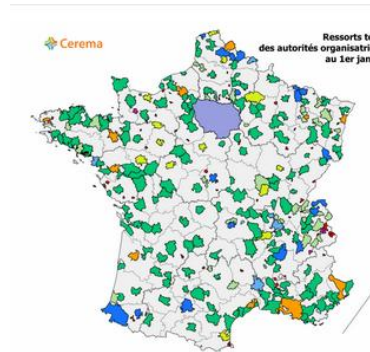 Cerema
Ressorts te
des autorités organisatri
au 1er jan